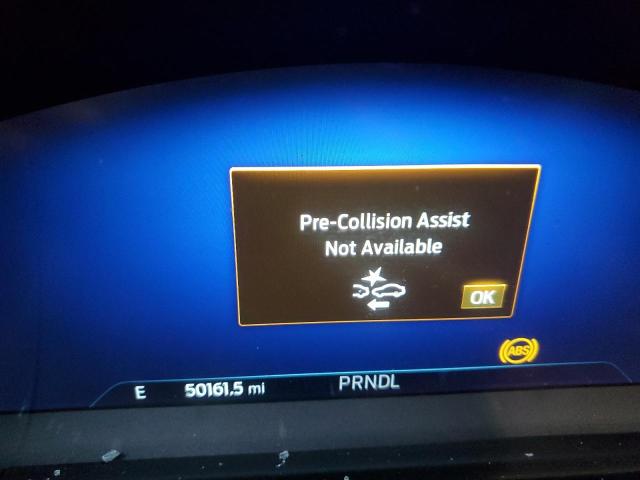 Pre-Collision Assist
Not Available
OK
ABS
E 50161.5 mi PRNDL